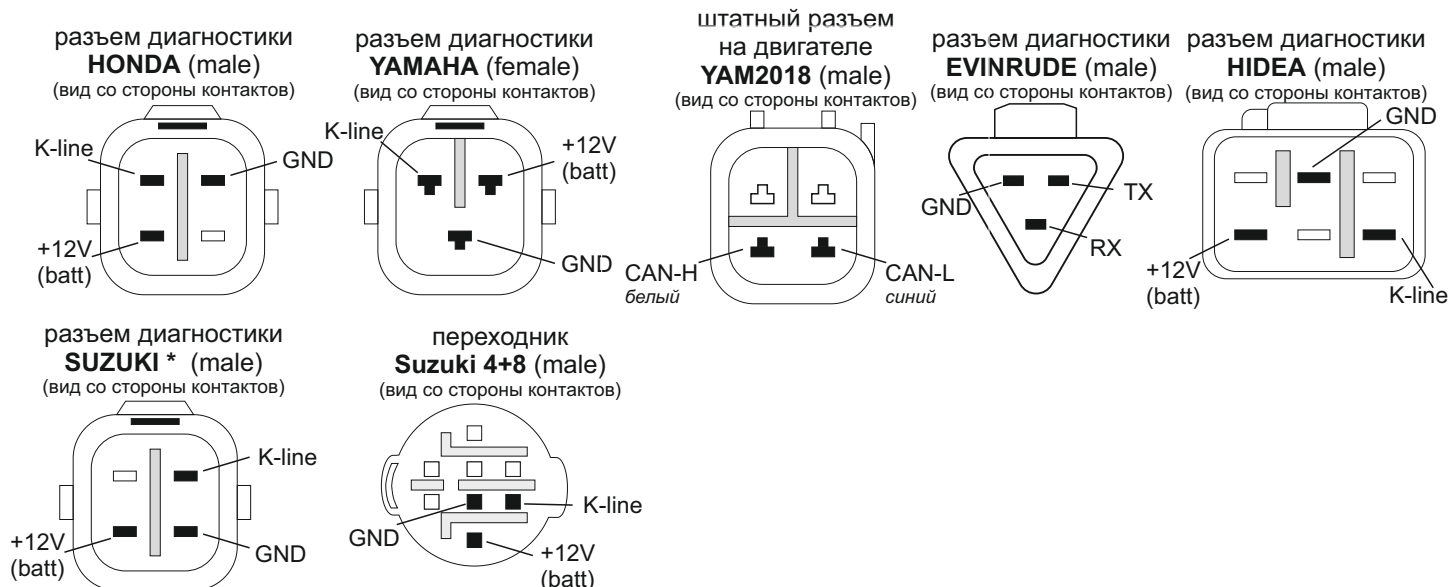 разъем диагностики
HONDA (male)
(вид со стороны контактов)
K-line
GND
+12V
(batt)
разъем диагностики
YAMAHA (female)
(вид со стороны контактов)
K-line
+12V
(batt)
GND
штатный разъем
на двигателе
YAM2018 (male)
(вид со стороны контактов)
CAN-H
белый
CAN-L
синий
разъем диагностики
EVINRUDE (male)
(вид со стороны контактов)
GND
TX
RX
разъем диагностики
HIDEA (male)
(вид со стороны контактов)
GND
+12V
(batt)
K-line
разъем диагностики
SUZUKI * (male)
(вид со стороны контактов)
K-line
+12V
(batt)
GND
переходник
Suzuki 4+8 (male)
(вид со стороны контактов)
K-line
GND
+12V
(batt)